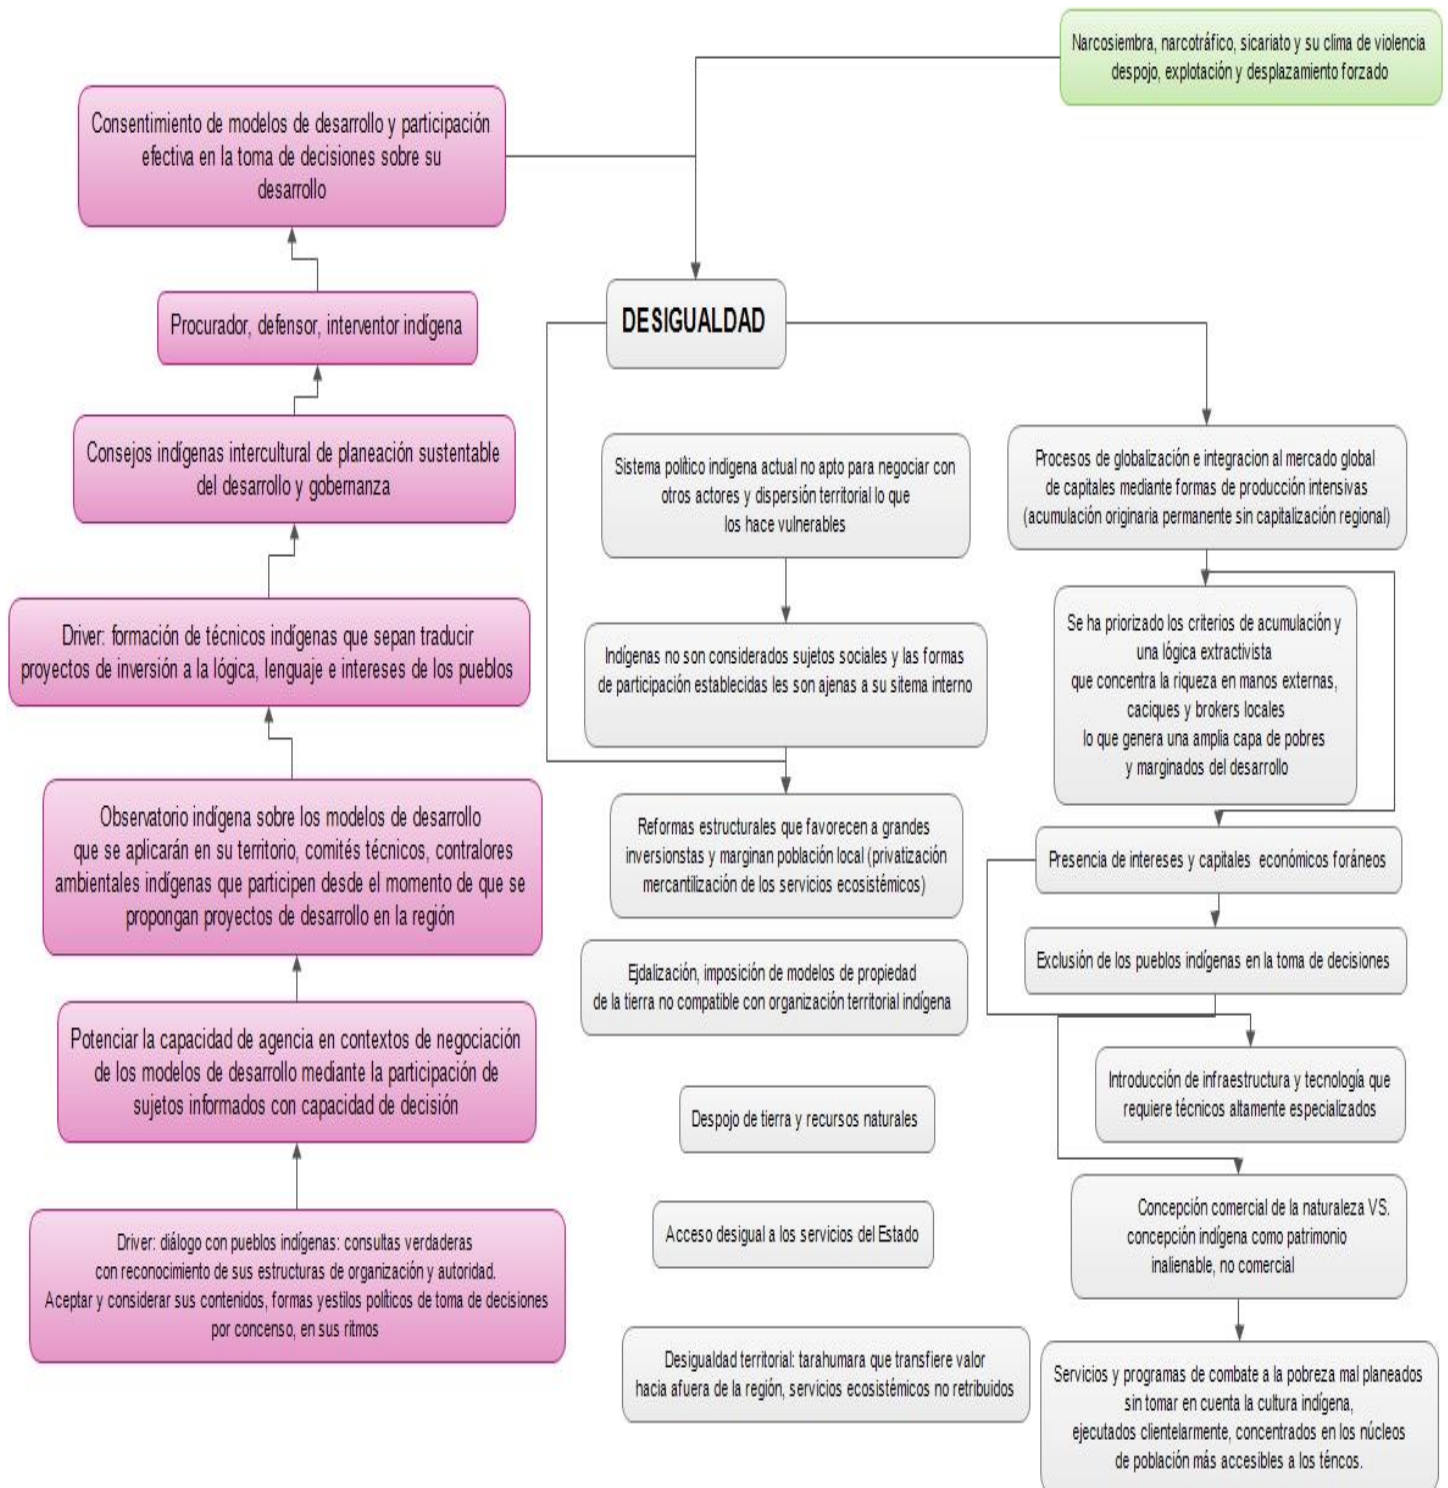 Narcosiembra, narcotráfico, sicariato y su clima de violencia
despojo, explotación y desplazamiento forzado
Consentimiento de modelos de desarrollo y participación
efectiva en la toma de decisiones sobre su
desarrollo
Procurador, defensor, interventor indígena
Consejos indígenas intercultural de planeación sustentable
del desarrollo y gobernanza
Driver: formación de técnicos indígenas que sepan traducir
proyectos de inversión a la lógica, lenguaje e intereses de los pueblos
Observatorio indígena sobre los modelos de desarrollo
que se aplicarán en su territorio, comités técnicos, contralores
ambientales indígenas que participen desde el momento de que se
propongan proyectos de desarrollo en la región
Potenciar la capacidad de agencia en contextos de negociación
de los modelos de desarrollo mediante la participación de
sujetos informados con capacidad de decisión
Driver: diálogo con pueblos indígenas: consultas verdaderas
con reconocimiento de sus estructuras de organización y autoridad.
Aceptar y considerar sus contenidos, formas yestilos políticos de toma de decisiones
por concenso, en sus ritmos
DESIGUALDAD
Sistema político indigena actual no apto para negociar con
otros actores y dispersión territorial lo que
los hace vulnerables
Indígenas no son considerados sujetos sociales y las formas
de participación establecidas les son ajenas a su sitema interno
Reformas estructurales que favorecen a grandes
inversionstas y marginan población local (privatización
mercantilización de los servicios ecosistémicos)
Ejdalización, imposición de modelos de propiedad
de la tierra no compatible con organización territorial indígena
Despojo de tierra y recursos naturales
Acceso desigual a los servicios del Estado
Desigualdad territorial: tarahumara que transfiere valor
hacia afuera de la región, servicios ecosistémicos no retribuidos
Procesos de globalización e integracion al mercado global
de capitales mediante formas de producción intensivas
(acumulación originaria permanente sin capitalización regional)
Se ha priorizado los criterios de acumulación y
una lógica extractivista
que concentra la riqueza en manos externas,
caciques y brokers locales
lo que genera una amplia capa de pobres
y marginados del desarrollo
Presencia de intereses y capitales económicos foráneos
Exclusión de los pueblos indígenas en la toma de decisiones
Introducción de infraestructura y tecnología que
requiere técnicos altamente especializados
Concepción comercial de la naturaleza VS.
concepción indígena como patrimonio
inalienable, no comercial
Servicios y programas de combate a la pobreza mal planeados
sin tomar en cuenta la cultura indígena,
ejecutados clientelarmente, concentrados en los núcleos
de población más accesibles a los téncos.